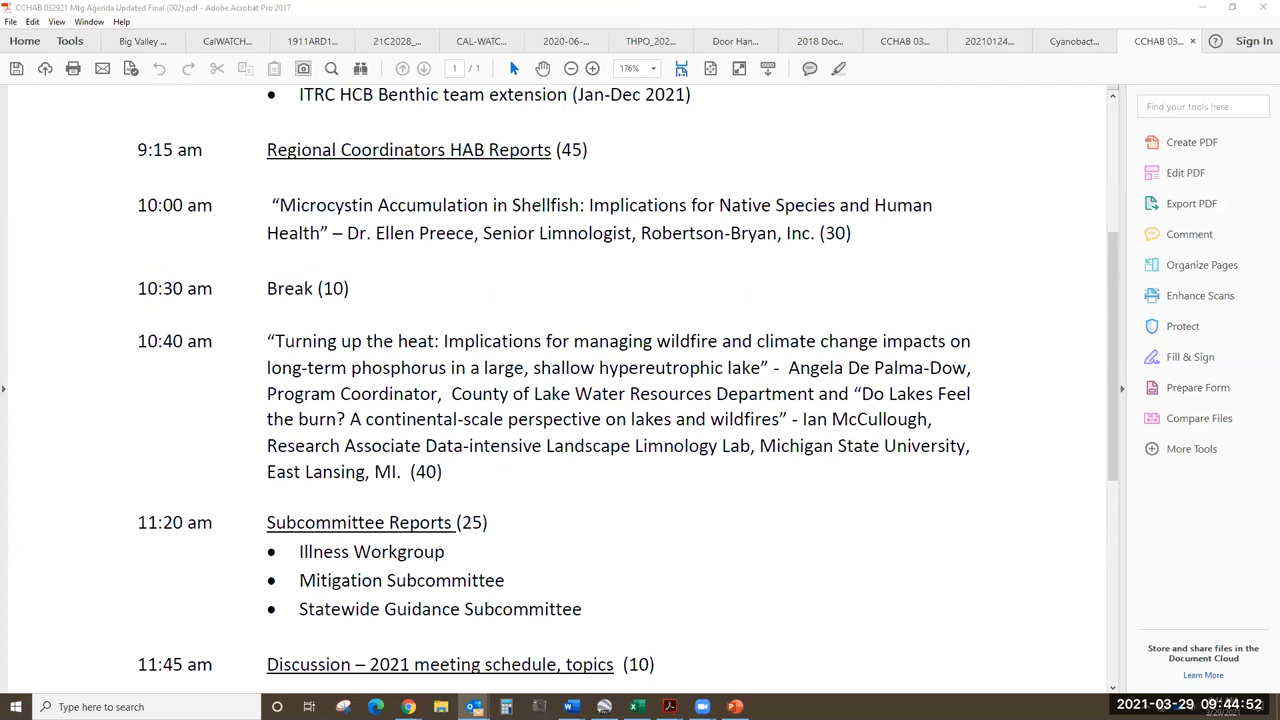 CCHAB 032921 Mtg Agenda Updated Final (002).pdf - Adobe Acrobat Pro 2017
File Edit View Window Help
Home Tools Big Valley ... CalWATCH... 1911ARD1... 21C2028_... CAL-WATC... 2020-06-... THPO_202... Door Han... 2018 Doc... CCHAB 03... 20210124... Cyanobact... CCHAB 03... Sign In
1 / 1 176%
• ITRC HCB Benthic team extension (Jan-Dec 2021)
9:15 am Regional Coordinators HAB Reports (45)
10:00 am “Microcystin Accumulation in Shellfish: Implications for Native Species and Human
Health” – Dr. Ellen Preece, Senior Limnologist, Robertson-Bryan, Inc. (30)
10:30 am Break (10)
10:40 am “Turning up the heat: Implications for managing wildfire and climate change impacts on
long-term phosphorus in a large, shallow hypereutrophic lake” - Angela De Palma-Dow,
Program Coordinator, County of Lake Water Resources Department and “Do Lakes Feel
the burn? A continental-scale perspective on lakes and wildfires” - Ian McCullough,
Research Associate Data-intensive Landscape Limnology Lab, Michigan State University,
East Lansing, MI. (40)
11:20 am Subcommittee Reports (25)
• Illness Workgroup
• Mitigation Subcommittee
• Statewide Guidance Subcommittee
11:45 am Discussion – 2021 meeting schedule, topics (10)
Find your tools here
Create PDF
Edit PDF
Export PDF
Comment
Organize Pages
Enhance Scans
Protect
Fill & Sign
Prepare Form
Compare Files
More Tools
Store and share files in the
Document Cloud
Learn More
Type here to search
2021-03-29 09:44:52